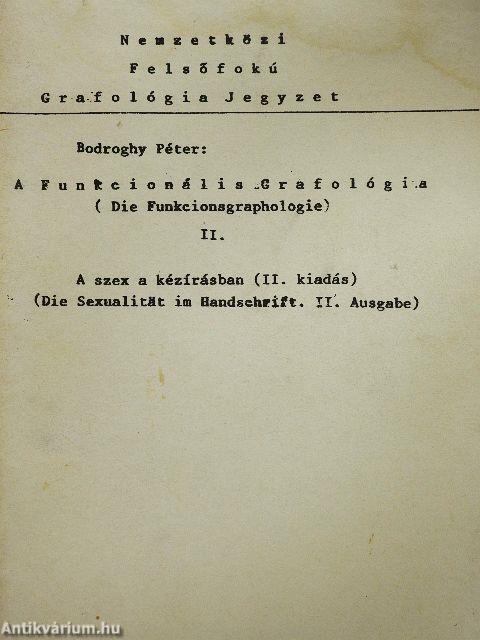 Nemzetközi
Felsőfokú
Grafológia Jegyzet
Bodroghy Péter:
A Funkcionális Grafológia
( Die Funkcionsgraphologie)
II.
A szex a kézírásban (II. kiadás)
(Die Sexualität im Handschrift. II. Ausgabe)
Antikvárium.hu